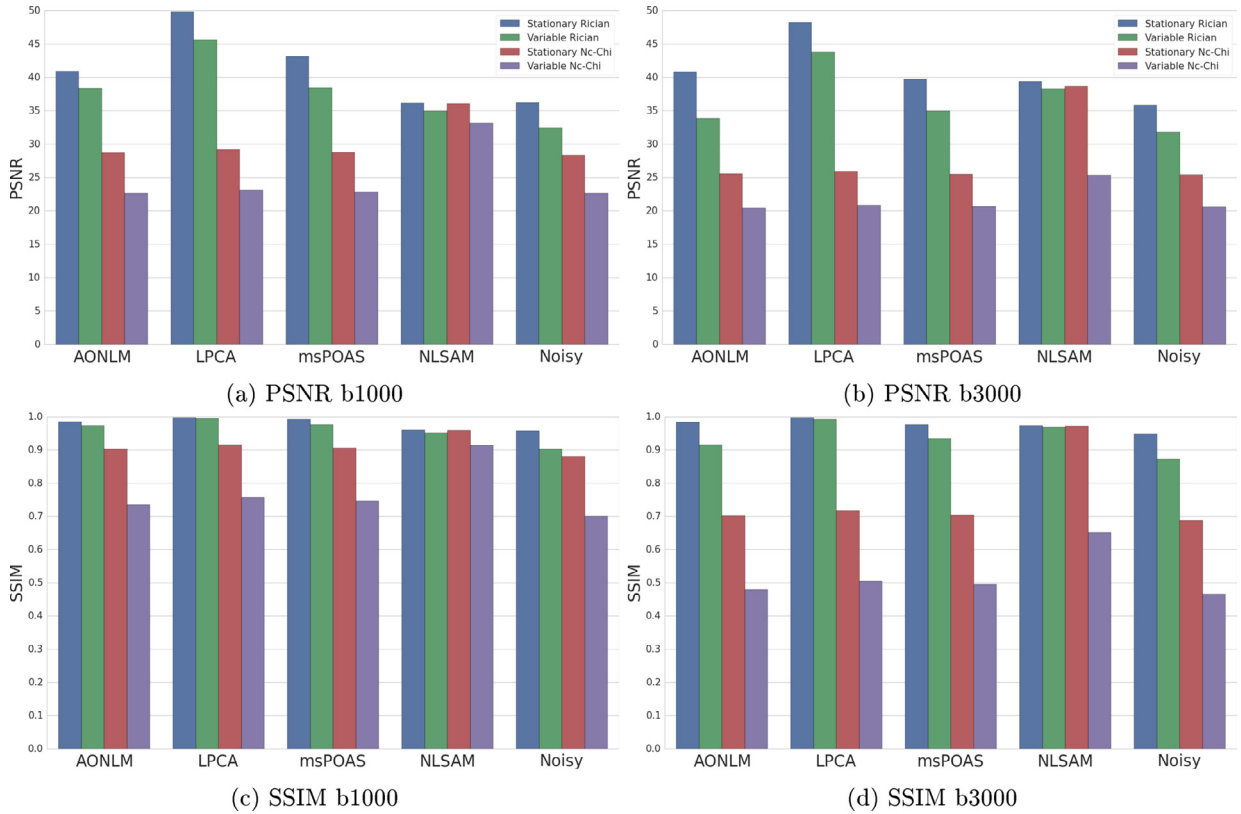 50
45
40
35
30
25
20
15
10
5
0
PSNR
Stationary Rician
Variable Rician
Stationary Nc-Chi
Variable Nc-Chi
AONLM LPCA msPOAS NLSAM Noisy
(a) PSNR b1000
50
45
40
35
30
25
20
15
10
5
0
PSNR
Stationary Rician
Variable Rician
Stationary Nc-Chi
Variable Nc-Chi
AONLM LPCA msPOAS NLSAM Noisy
(b) PSNR b3000
1.0
0.9
0.8
0.7
0.6
0.5
0.4
0.3
0.2
0.1
0.0
SSIM
AONLM LPCA msPOAS NLSAM Noisy
(c) SSIM b1000
1.0
0.9
0.8
0.7
0.6
0.5
0.4
0.3
0.2
0.1
0.0
SSIM
AONLM LPCA msPOAS NLSAM Noisy
(d) SSIM b3000